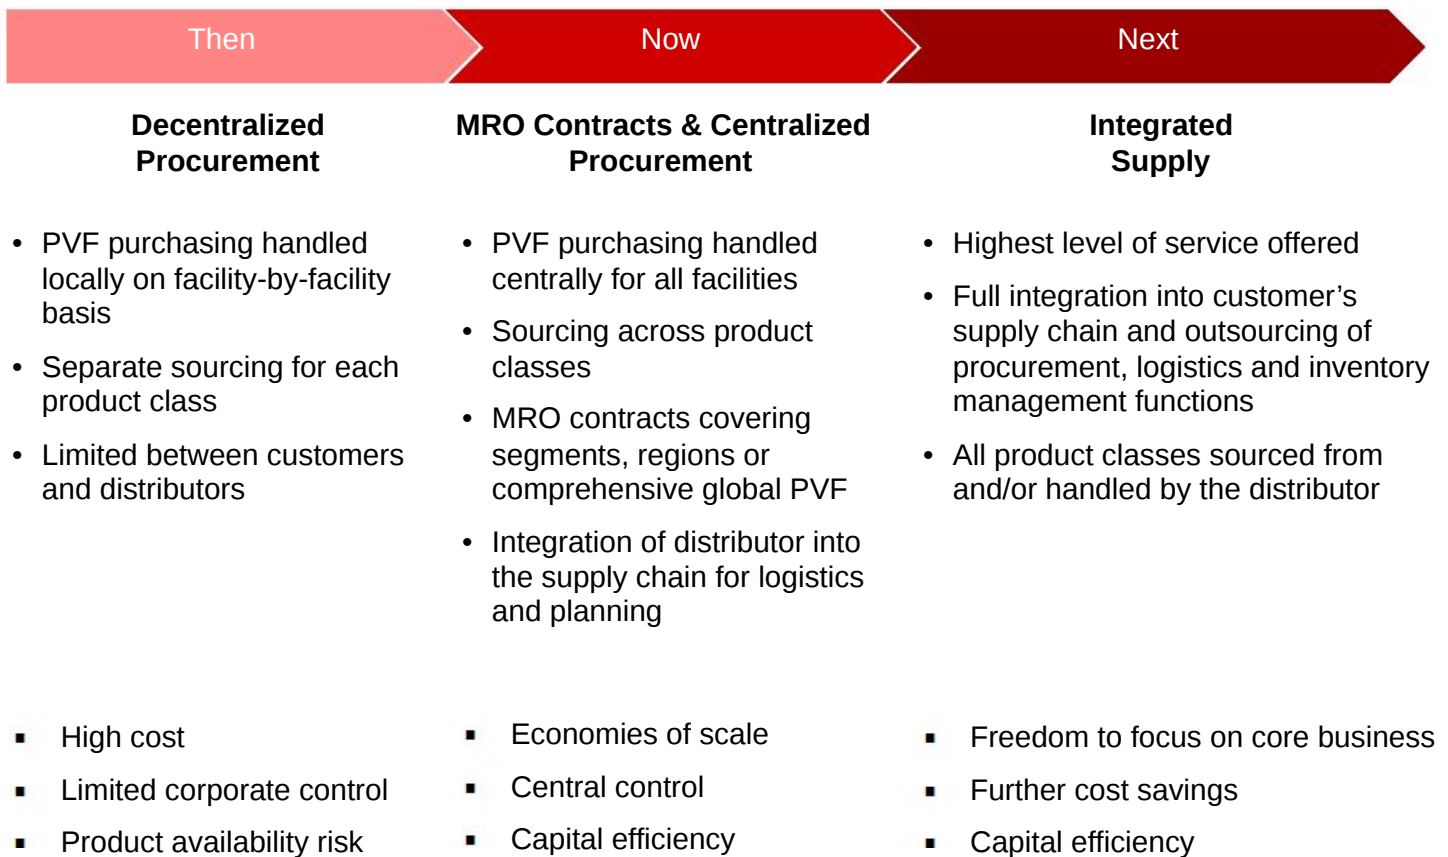 Then
Now
Next
Decentralized
Procurement
MRO Contracts & Centralized
Procurement
Integrated
Supply
• PVF purchasing handled
locally on facility-by-facility
basis
• Separate sourcing for each
product class
• Limited between customers
and distributors
• PVF purchasing handled
centrally for all facilities
• Sourcing across product
classes
• MRO contracts covering
segments, regions or
comprehensive global PVF
• Integration of distributor into
the supply chain for logistics
and planning
• Highest level of service offered
• Full integration into customer’s
supply chain and outsourcing of
procurement, logistics and inventory
management functions
• All product classes sourced from
and/or handled by the distributor
▪ High cost
▪ Limited corporate control
▪ Product availability risk
▪ Economies of scale
▪ Central control
▪ Capital efficiency
▪ Freedom to focus on core business
▪ Further cost savings
▪ Capital efficiency